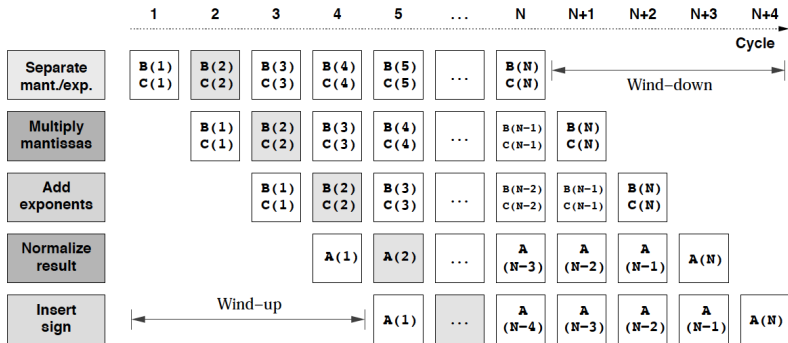 1 2 3 4 5 ... N N+1 N+2 N+3 N+4
Cycle
Separate
mant./exp.
B(1) B(2) B(3) B(4) B(5) ... B(N)
C(1) C(2) C(3) C(4) C(5) C(N)
Wind-down
Multiply
mantissas
B(1) B(2) B(3) B(4) ... B(N-1) B(N)
C(1) C(2) C(3) C(4) C(N-1) C(N)
Add
exponents
B(1) B(2) B(3) ... B(N-2) B(N-1) B(N)
C(1) C(2) C(3) C(N-2) C(N-1) C(N)
Normalize
result
A(1) A(2) ... A A A A(N)
(N-3) (N-2) (N-1)
Wind-up
Insert
sign
A(1) ... A A A A A(N)
(N-4) (N-3) (N-2) (N-1)